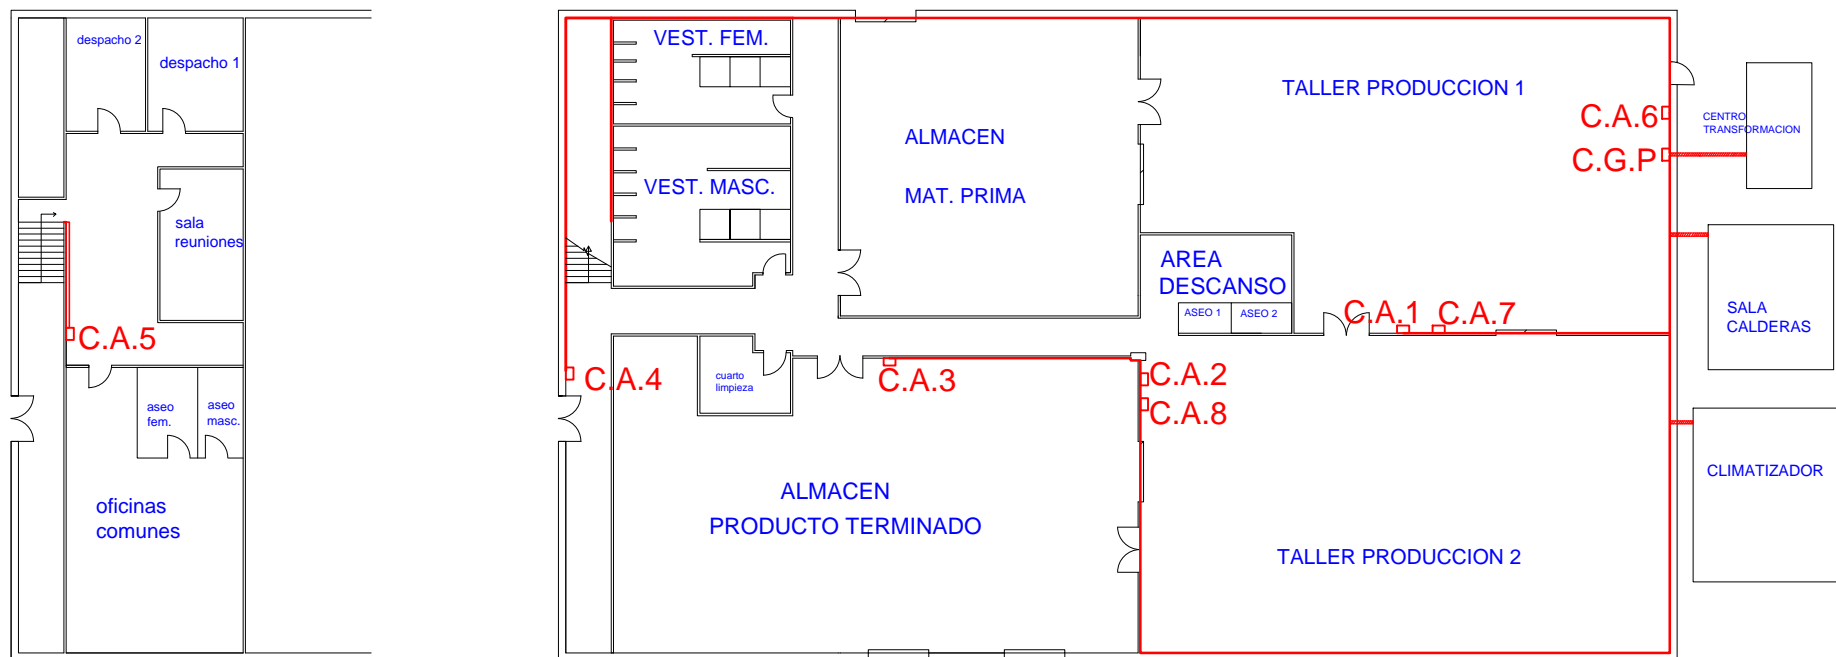 despacho 2
despacho 1
sala
reuniones
C.A.5
aseo
fem.
aseo
masc.
oficinas
comunes
VEST. FEM.
VEST. MASC.
ALMACEN
MAT. PRIMA
TALLER PRODUCCION 1
C.A.6
C.G.P
CENTRO
TRANSFORMACION
AREA
DESCANSO
ASEO 1
ASEO 2
C.A.1
C.A.7
SALA
CALDERAS
C.A.4
cuarto
limpieza
C.A.3
C.A.2
C.A.8
CLIMATIZADOR
ALMACEN
PRODUCTO TERMINADO
TALLER PRODUCCION 2